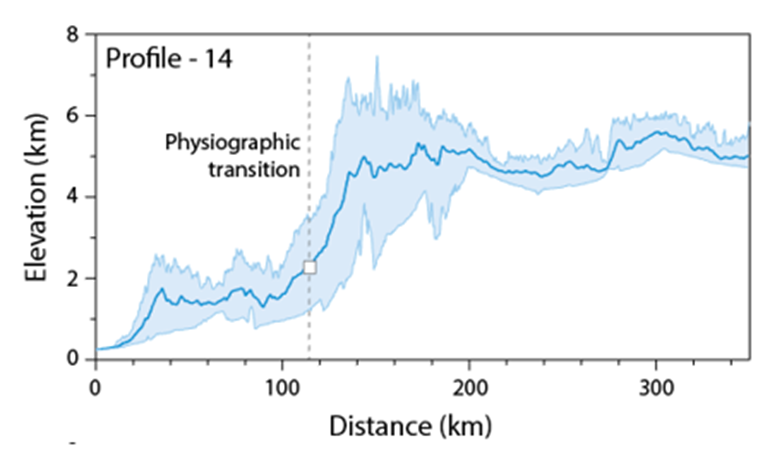 8
Profile - 14
6
Physiographic
transition
4
2
0
Elevation (km)
0 100 200 300
Distance (km)
-